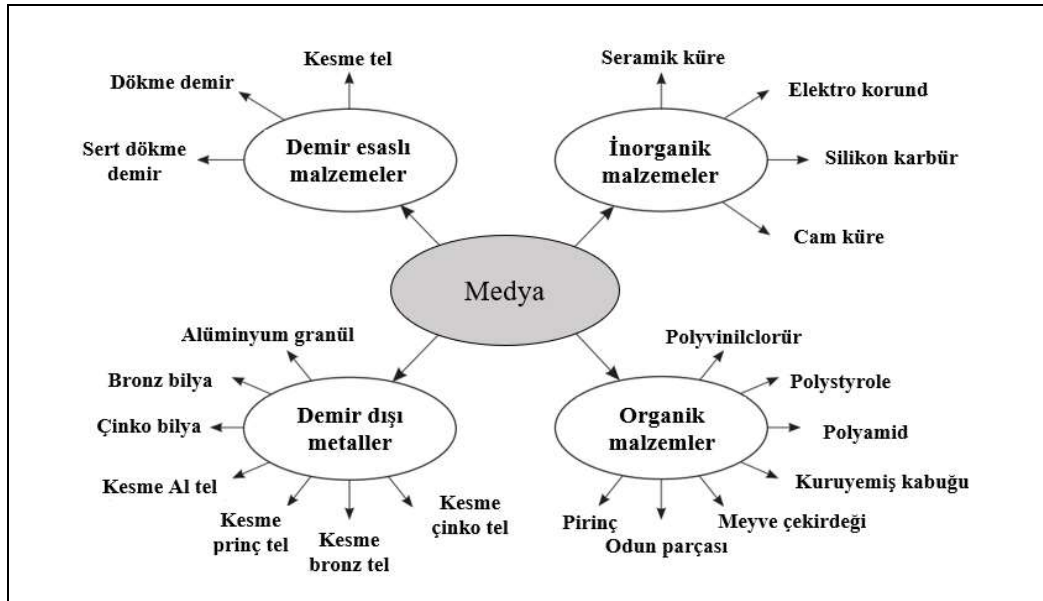 Kesme tel
Dökme demir
Sert dökme
demir
Demir esaslı
malzemeler
Seramik küre
Elektro korund
İnorganik
malzemeler
Silikon karbür
Cam küre
Medya
Alüminyum granül
Bronz bilya
Çinko bilya
Demir dışı
metaller
Kesme Al tel
Kesme
prinç tel
Kesme
bronz tel
Kesme
çinko tel
Polyvinilclorür
Polystyrole
Organik
malzemler
Polyamid
Kuruyemiş kabuğu
Meyve çekirdeği
Odun parçası
Pirinç